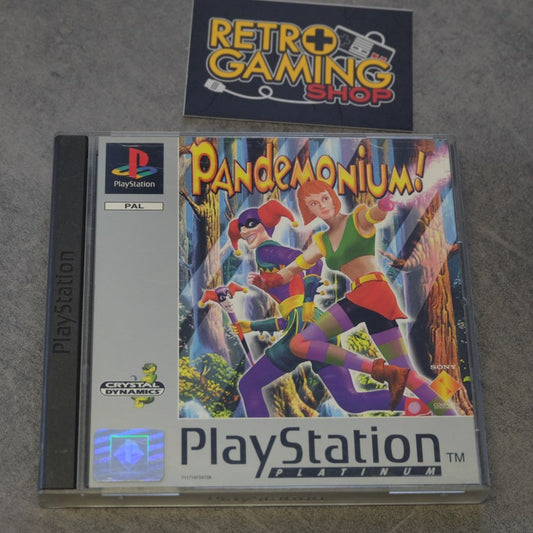 RETRO
GAMING
SHOP
PlayStation
PAL
PANDEMONIUM!
PlayStation
CRYSTAL
DYNAMICS
SONY
PlayStation TM
PLATINUM